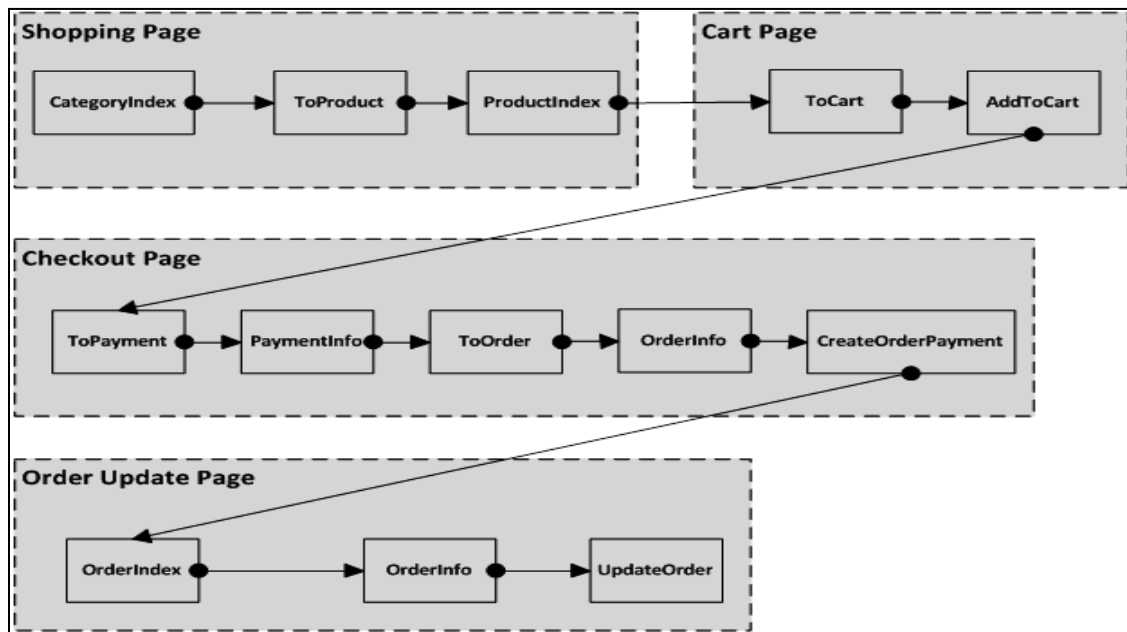 Shopping Page
CategoryIndex
ToProduct
ProductIndex
Cart Page
ToCart
AddToCart
Checkout Page
ToPayment
PaymentInfo
ToOrder
OrderInfo
CreateOrderPayment
Order Update Page
OrderIndex
OrderInfo
UpdateOrder